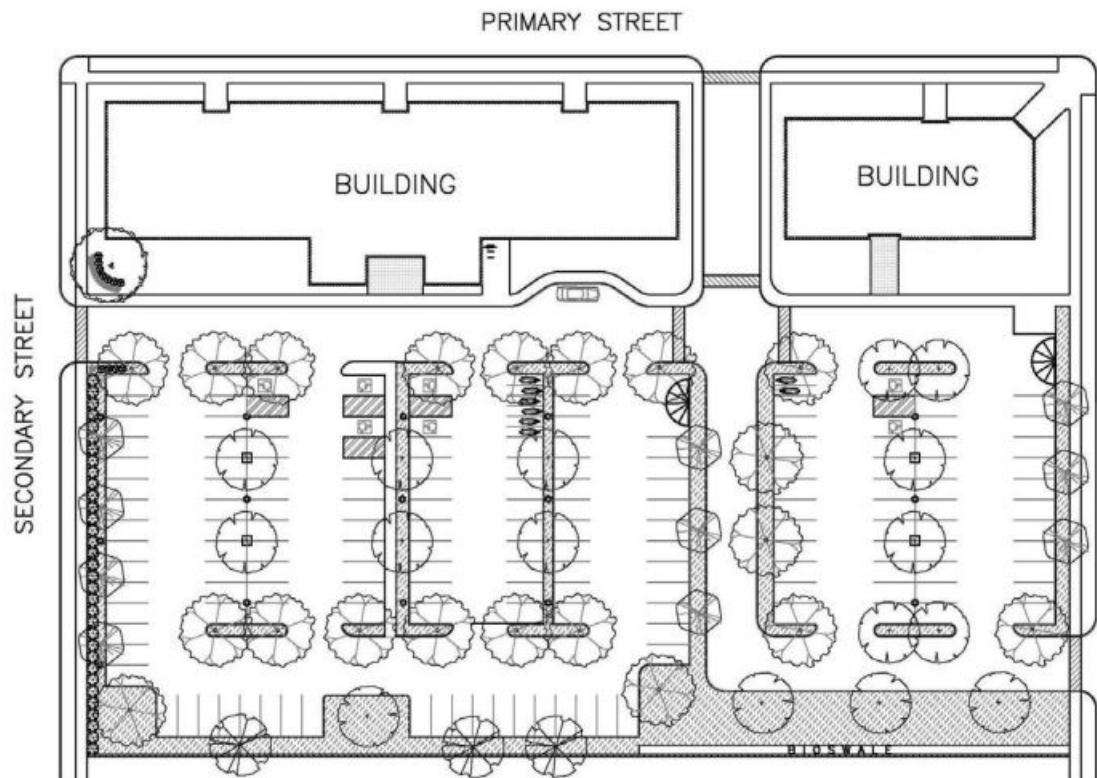 PRIMARY STREET
BUILDING
BUILDING
SECONDARY STREET
BIOSWALE